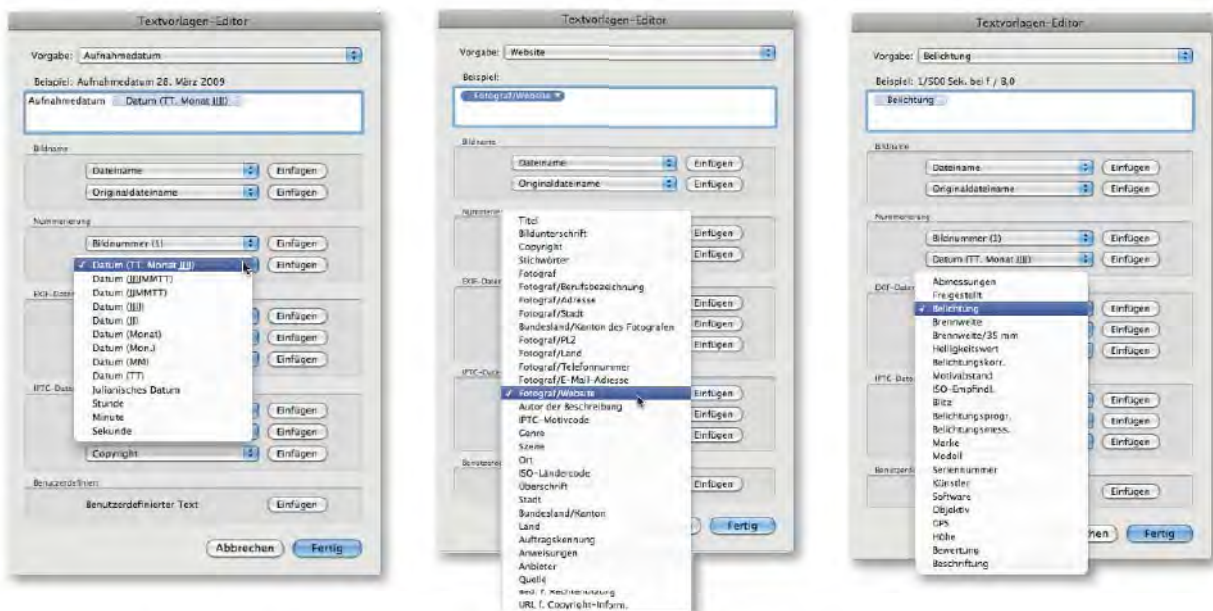 Textvorlagen-Editor
Vorgabe: Aufnahmedatum
Beispiel: Aufnahmedatum 28. März 2009
Aufnahmedatum Datum (TT. Monat JJJJ)
Bildname
Dateiname Einfügen
Originaldateiname Einfügen
Nummerierung
Bildnummer (1) Einfügen
✓ Datum (TT. Monat JJJJ) Einfügen
Datum (JJJJMMTT)
Datum (JJMMTT)
EXIF-Daten
Datum (JJJJ) Einfügen
Datum (JJ)
Datum (Monat) Einfügen
Datum (Mon.)
Datum (MM) Einfügen
Datum (TT)
IPTC-Daten
Julianisches Datum
Stunde Einfügen
Minute
Sekunde Einfügen
Copyright Einfügen
Benutzerdefiniert
Benutzerdefinierter Text Einfügen
Abbrechen Fertig
Textvorlagen-Editor
Vorgabe: Website
Beispiel:
Fotograf/Website
Bildname
Dateiname Einfügen
Originaldateiname Einfügen
Titel
Bildunterschrift Einfügen
Copyright
Stichwörter Einfügen
Fotograf
Fotograf/Berufsbezeichnung
Fotograf/Adresse Einfügen
Fotograf/Stadt
Bundesland/Kanton des Fotografen Einfügen
Fotograf/PLZ
Fotograf/Land Einfügen
Fotograf/Telefonnummer
Fotograf/E-Mail-Adresse
✓ Fotograf/Website Einfügen
Autor der Beschreibung Einfügen
IPTC-Motivcode
Genre Einfügen
Szene
Ort
ISO-Ländercode
Überschrift Einfügen
Stadt
Bundesland/Kanton
Land Fertig
Auftragskennung
Anweisungen
Anbieter
Quelle
Bed. f. Rechtenutzung
URL f. Copyright-Inform.
Textvorlagen-Editor
Vorgabe: Belichtung
Beispiel: 1/500 Sek. bei f / 8,0
Belichtung
Bildname
Dateiname Einfügen
Originaldateiname Einfügen
Nummerierung
Bildnummer (1) Einfügen
Datum (TT. Monat JJJJ) Einfügen
Abmessungen
Freigestellt
✓ Belichtung Einfügen
Brennweite
Brennweite/35 mm Einfügen
Helligkeitswert
Belichtungskorr. Einfügen
Motivabstand
ISO-Empfindl.
Blitz Einfügen
Belichtungsprogr. Einfügen
Belichtungsmess.
Marke Einfügen
Modell
Seriennummer
Künstler Einfügen
Software
Objektiv
GPS
Höhe Fertig
Bewertung
Beschriftung